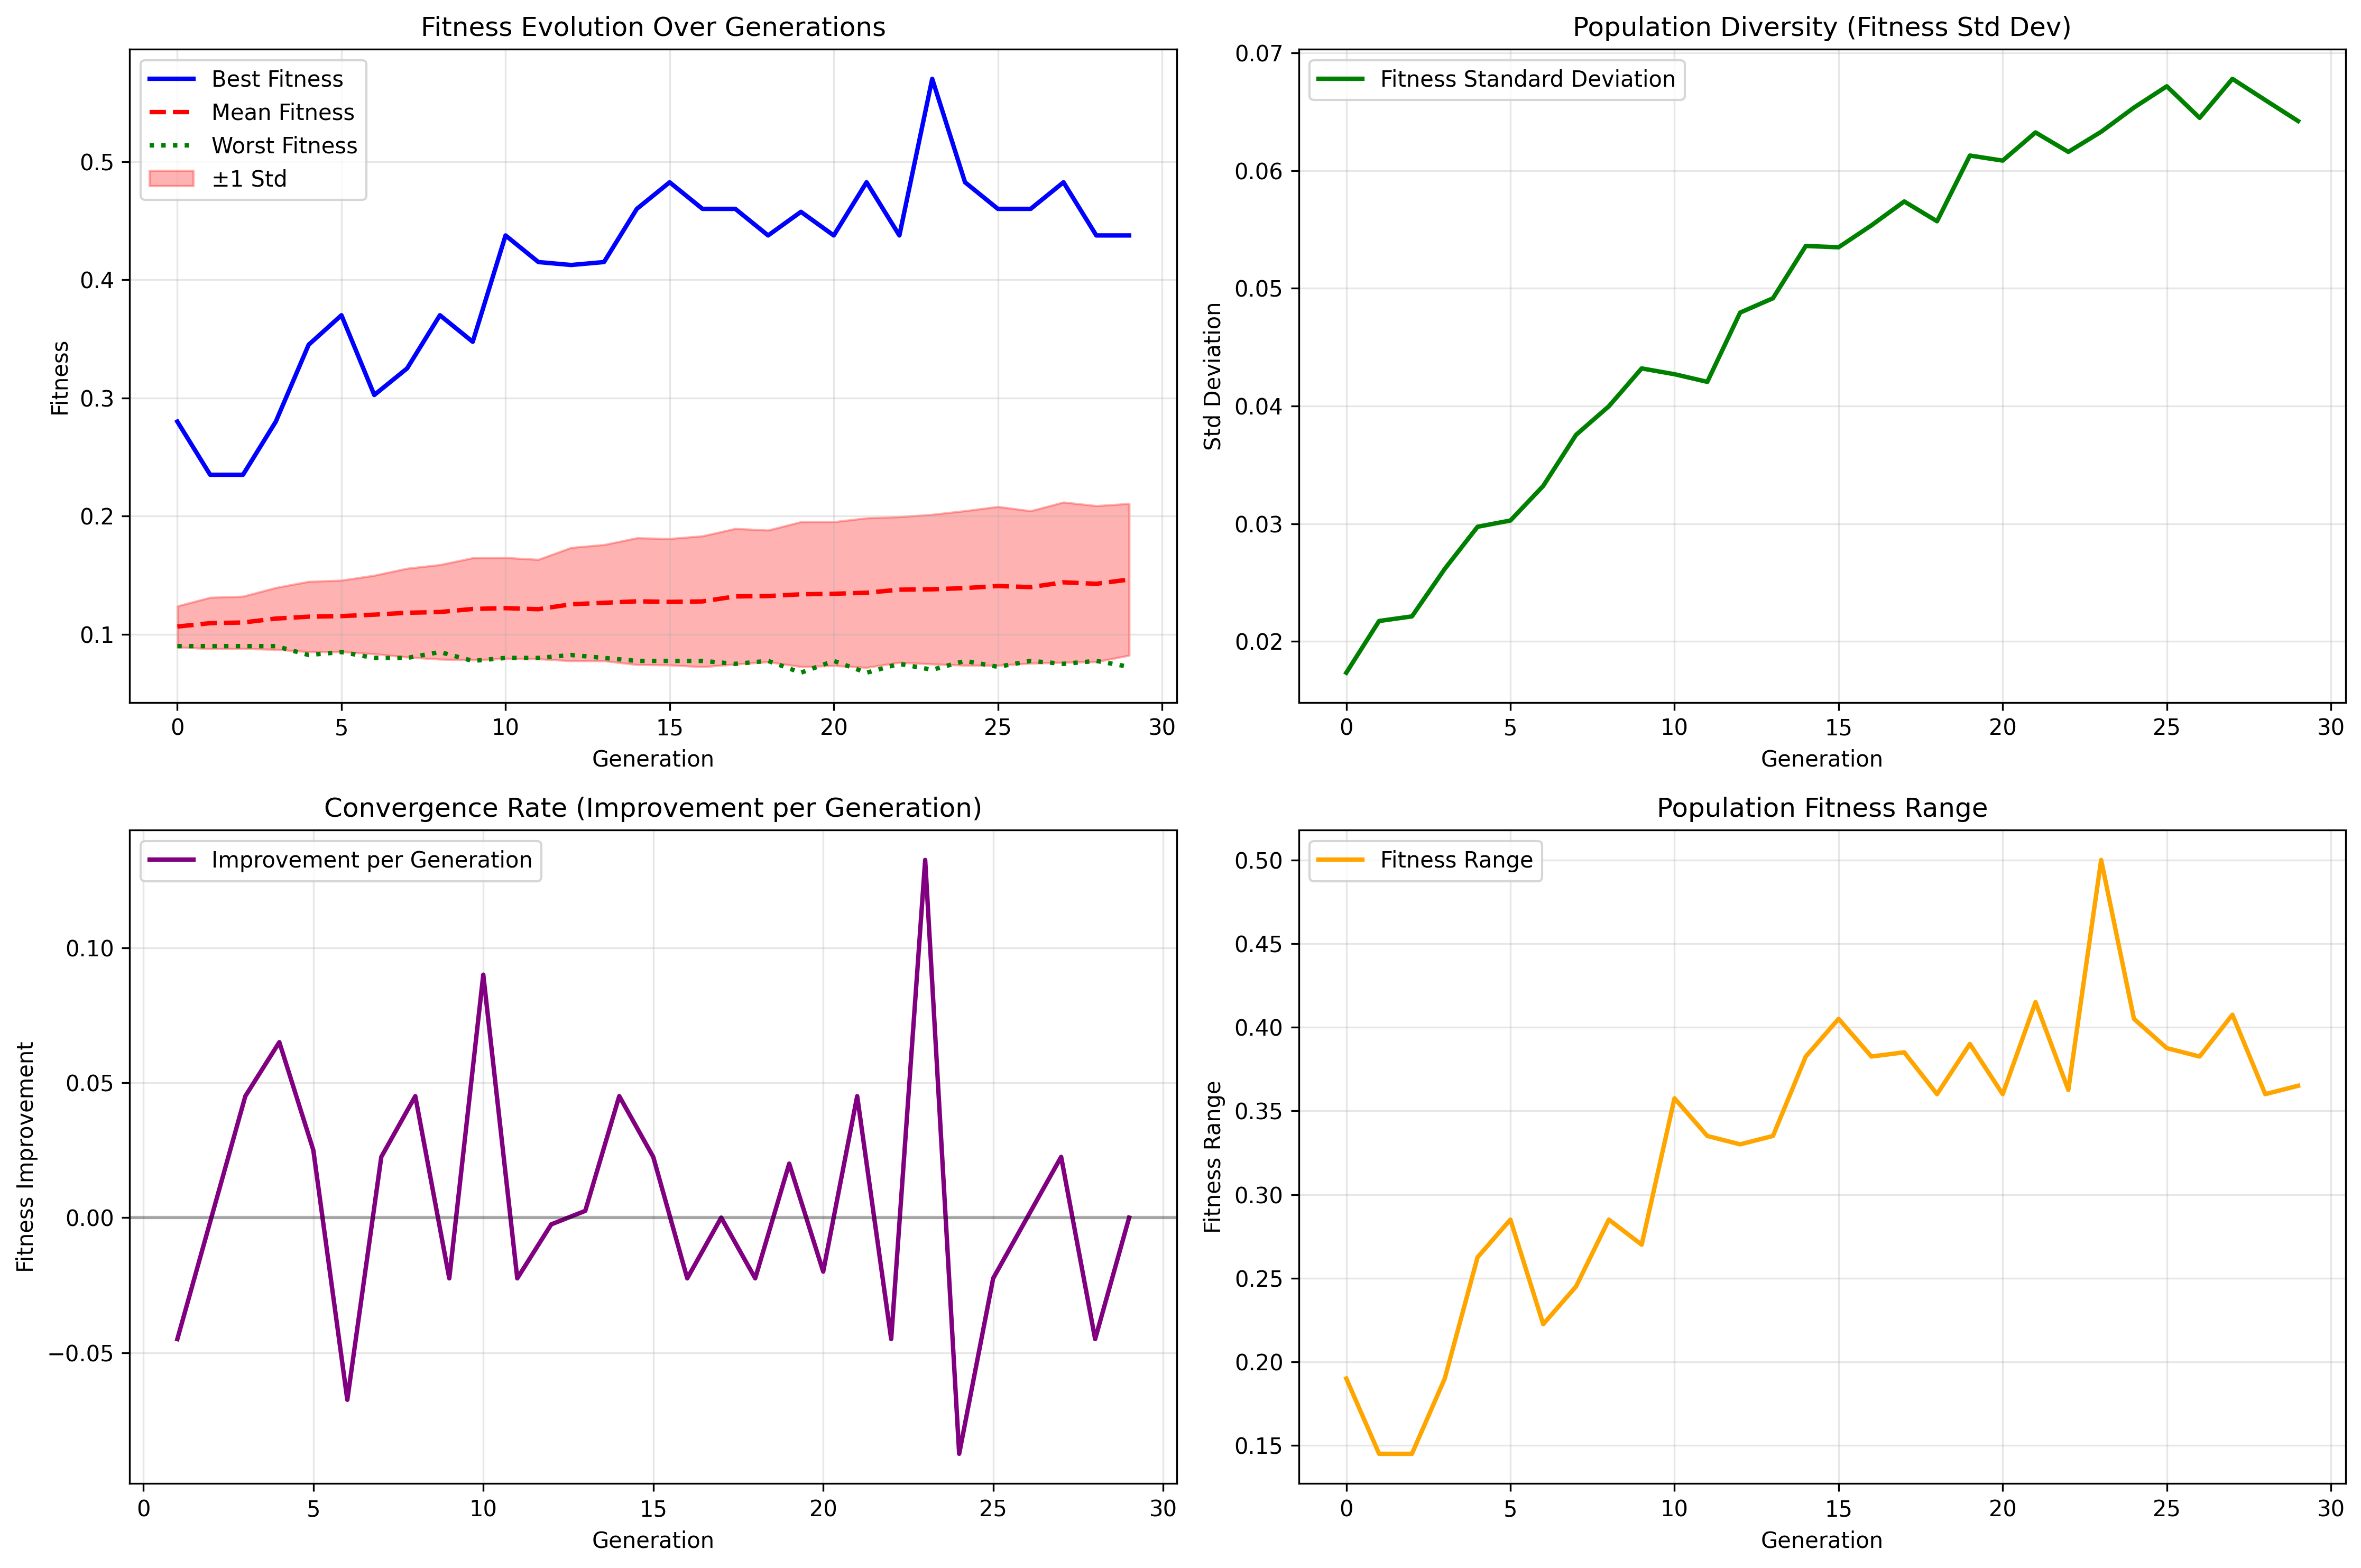 Fitness Evolution Over Generations
Best Fitness
Mean Fitness
Worst Fitness
±1 Std
Fitness
0.5
0.4
0.3
0.2
0.1
0 5 10 15 20 25 30
Generation
Population Diversity (Fitness Std Dev)
Fitness Standard Deviation
Std Deviation
0.07
0.06
0.05
0.04
0.03
0.02
0 5 10 15 20 25 30
Generation
Convergence Rate (Improvement per Generation)
Improvement per Generation
Fitness Improvement
0.10
0.05
0.00
−0.05
0 5 10 15 20 25 30
Generation
Population Fitness Range
Fitness Range
Fitness Range
0.50
0.45
0.40
0.35
0.30
0.25
0.20
0.15
0 5 10 15 20 25 30
Generation